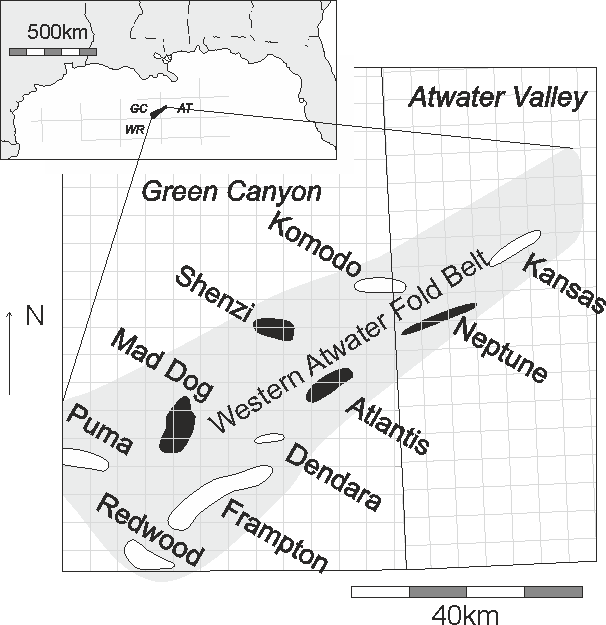 500km
GC
AT
WR
Atwater Valley
Green Canyon
Komodo
Kansas
Shenzi
Western Atwater Fold Belt
Neptune
N
Mad Dog
Atlantis
Puma
Dendara
Redwood
Frampton
40km